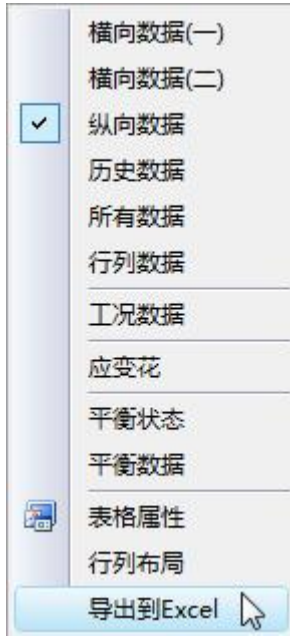 横向数据(一)
横向数据(二)
纵向数据
历史数据
所有数据
行列数据
工况数据
应变花
平衡状态
平衡数据
表格属性
行列布局
导出到Excel